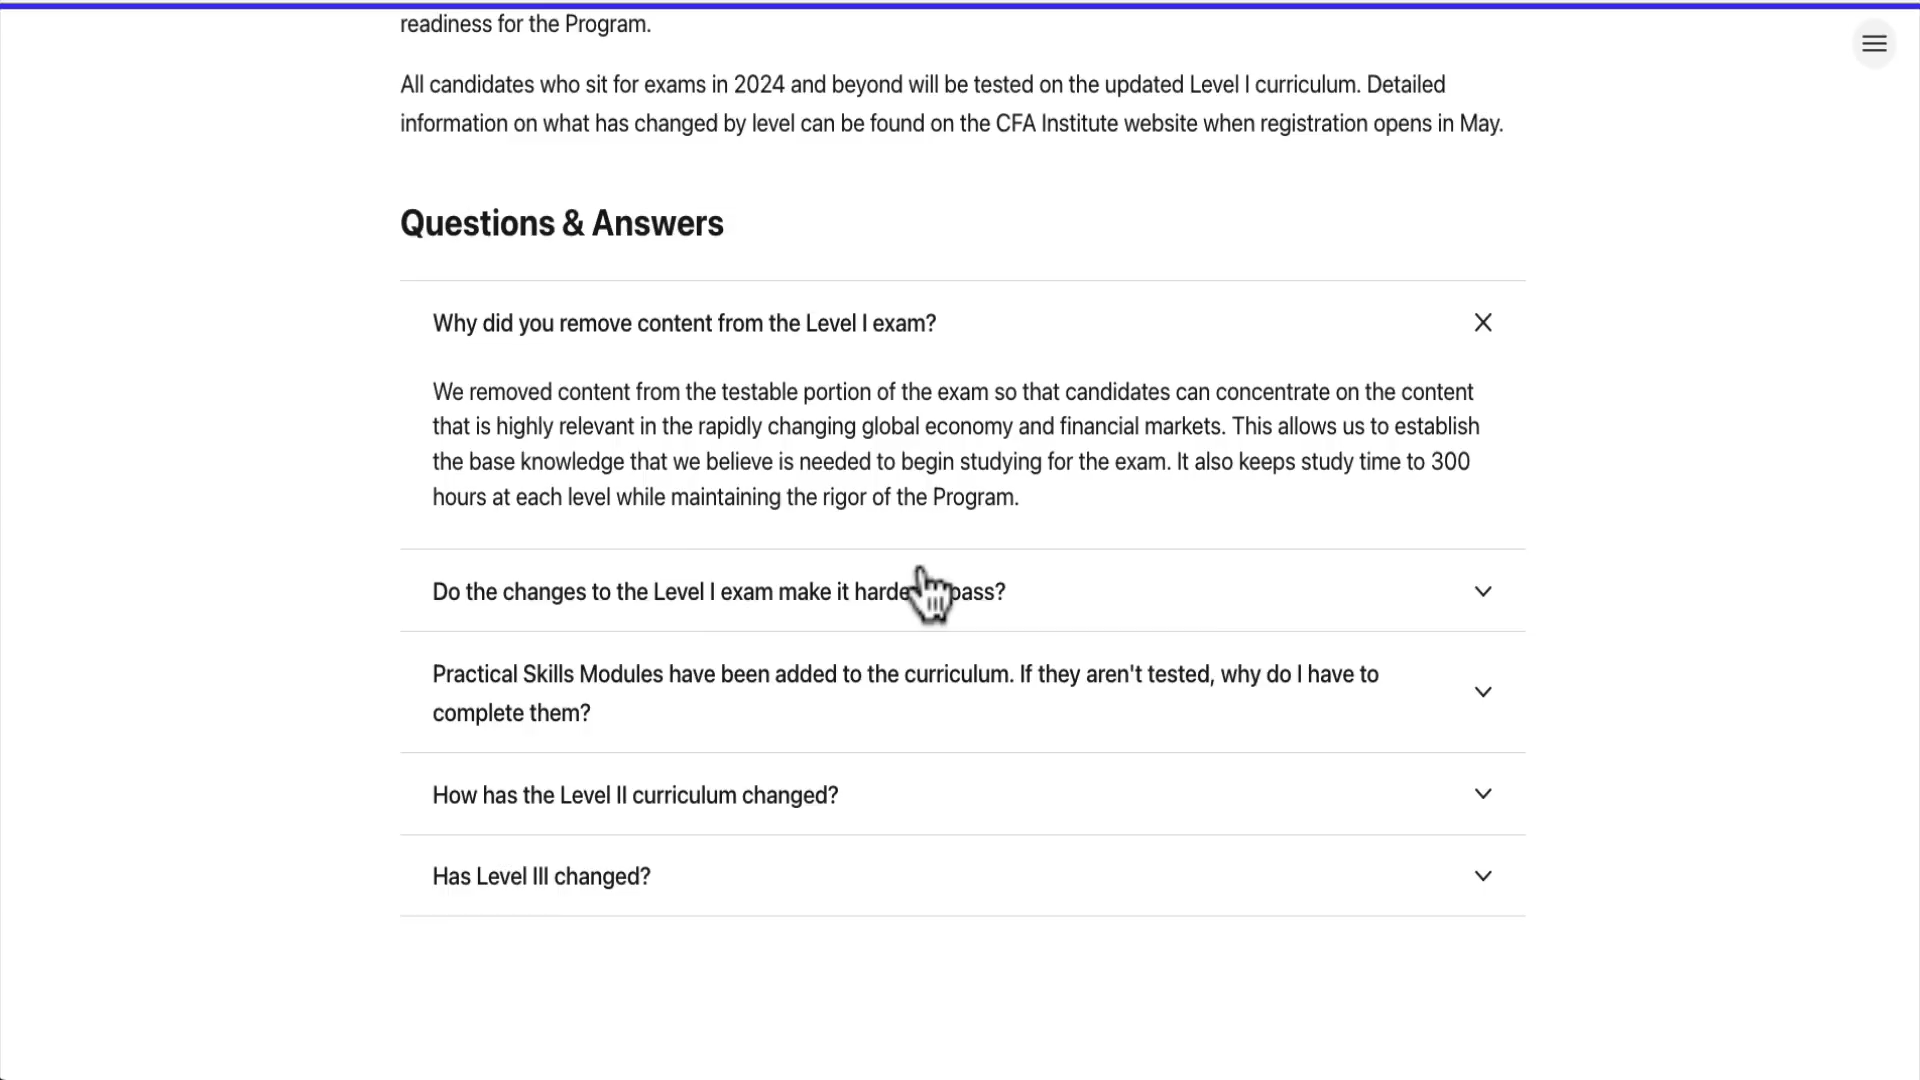 readiness for the Program.
All candidates who sit for exams in 2024 and beyond will be tested on the updated Level I curriculum. Detailed
information on what has changed by level can be found on the CFA Institute website when registration opens in May.
Questions & Answers
Why did you remove content from the Level I exam?
We removed content from the testable portion of the exam so that candidates can concentrate on the content
that is highly relevant in the rapidly changing global economy and financial markets. This allows us to establish
the base knowledge that we believe is needed to begin studying for the exam. It also keeps study time to 300
hours at each level while maintaining the rigor of the Program.
Do the changes to the Level I exam make it harde pass?
Practical Skills Modules have been added to the curriculum. If they aren't tested, why do I have to
complete them?
How has the Level II curriculum changed?
Has Level III changed?